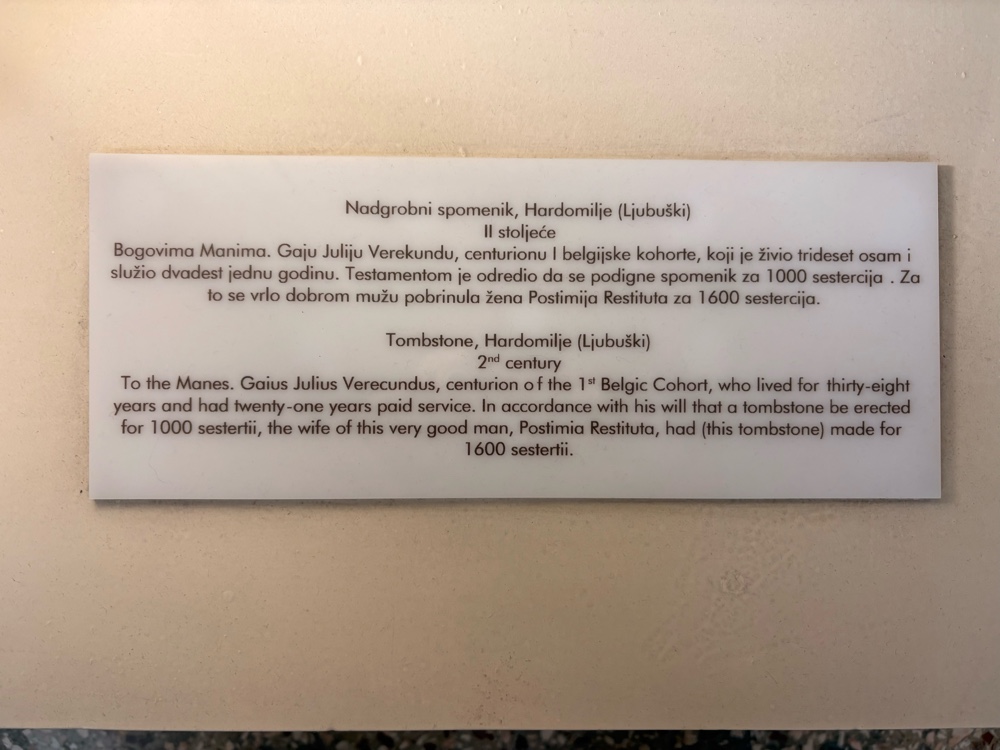 Nadgrobni spomenik, Hardomilje (Ljubuški)
II stoljeće
Bogovima Manima. Gaju Juliju Verekundu, centurionu I belgijske kohorte, koji je živio trideset osam i
služio dvadest jednu godinu. Testamentom je odredio da se podigne spomenik za 1000 sestercija . Za
to se vrlo dobrom mužu pobrinula žena Postimija Restituta za 1600 sestercija.
Tombstone, Hardomilje (Ljubuški)
2nd century
To the Manes. Gaius Julius Verecundus, centurion of the 1st Belgic Cohort, who lived for thirty-eight
years and had twenty-one years paid service. In accordance with his will that a tombstone be erected
for 1000 sestertii, the wife of this very good man, Postimia Restituta, had (this tombstone) made for
1600 sestertii.